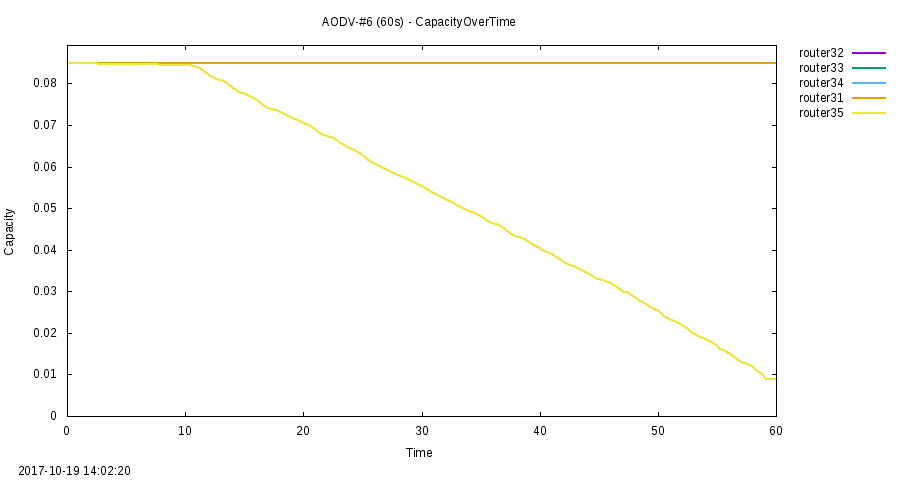 AODV-#6 (60s) - CapacityOverTime
router32
router33
router34
router31
router35
0.08
0.07
0.06
0.05
0.04
0.03
0.02
0.01
0
Capacity
0 10 20 30 40 50 60
Time
2017-10-19 14:02:20